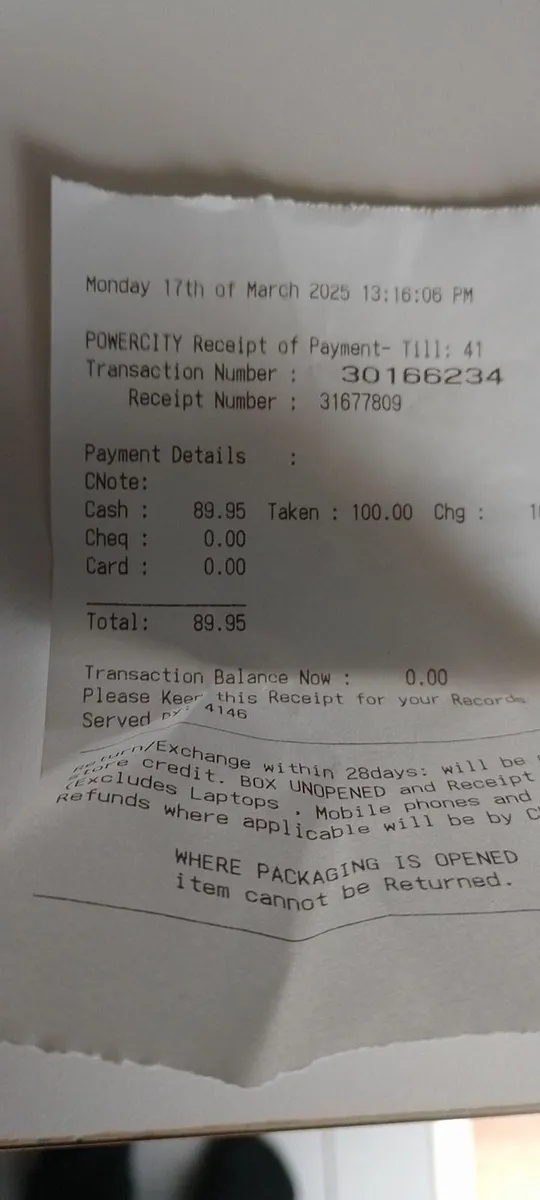 Monday 17th of March 2025 13:16:06 PM
POWERCITY Receipt of Payment- Till: 41
Transaction Number : 30166234
Receipt Number : 31677809
Payment Details :
CNote:
Cash : 89.95 Taken : 100.00 Chg :
Cheq : 0.00
Card : 0.00
Total: 89.95
Transaction Balance Now : 0.00
Please Keep this Receipt for your Records
Served by: 4146
Return/Exchange within 28days: will be
Store credit. BOX UNOPENED and Receipt
(Excludes Laptops , Mobile phones and
Refunds where applicable will be by
WHERE PACKAGING IS OPENED
item cannot be Returned.